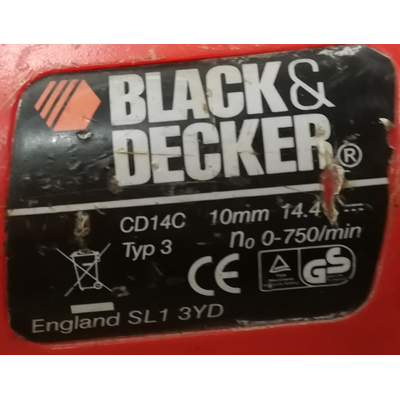 BLACK&
DECKER®
CD14C 10mm 14.4
Typ 3 n₀ 0-750/min
CE GS
England SL1 3YD